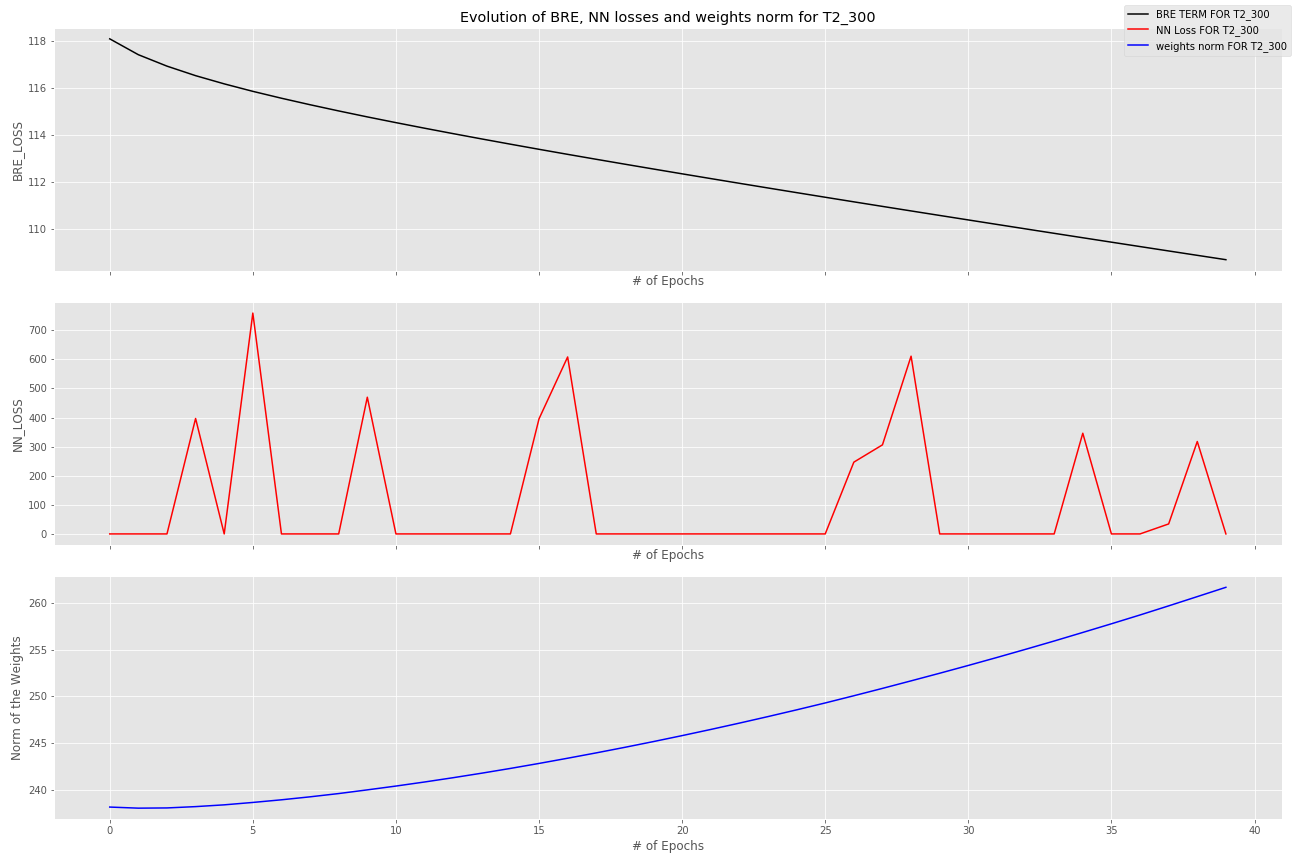 Evolution of BRE, NN losses and weights norm for T2_300
BRE TERM FOR T2_300
NN Loss FOR T2_300
weights norm FOR T2_300
118
116
114
112
110
BRE_LOSS
# of Epochs
700
600
500
400
300
200
100
0
NN_LOSS
# of Epochs
260
255
250
245
240
Norm of the Weights
0 5 10 15 20 25 30 35 40
# of Epochs